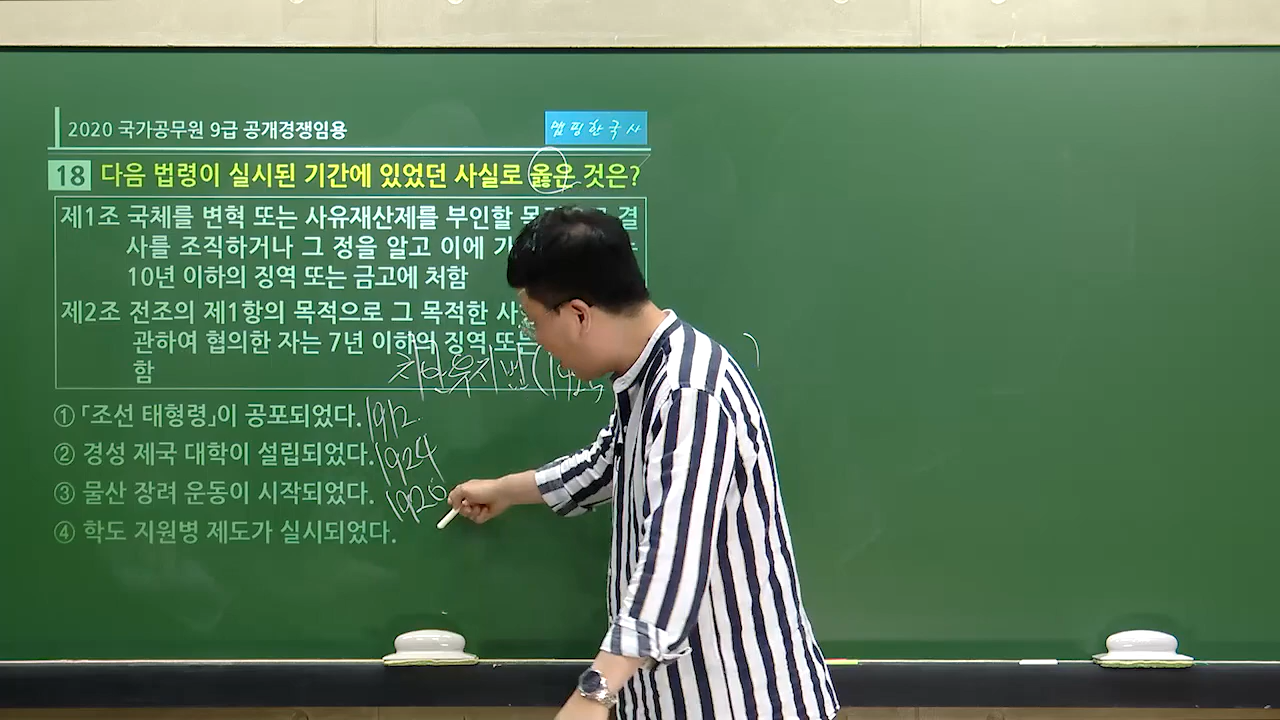 2020 국가공무원 9급 공개경쟁임용
맵핑한국사
18 다음 법령이 실시된 기간에 있었던 사실로 옳은 것은?
제1조 국체를 변혁 또는 사유재산제를 부인할 결
사를 조직하거나 그 정을 알고 이에
10년 이하의 징역 또는 금고에 처함
제2조 전조의 제1항의 목적으로 그 목적한
관하여 협의한 자는 7년 이하의 징역 또는
함
치안유지법(1925
① 「조선 태형령」이 공포되었다. 1912.
② 경성 제국 대학이 설립되었다. 1924
③ 물산 장려 운동이 시작되었다. 1920
④ 학도 지원병 제도가 실시되었다.